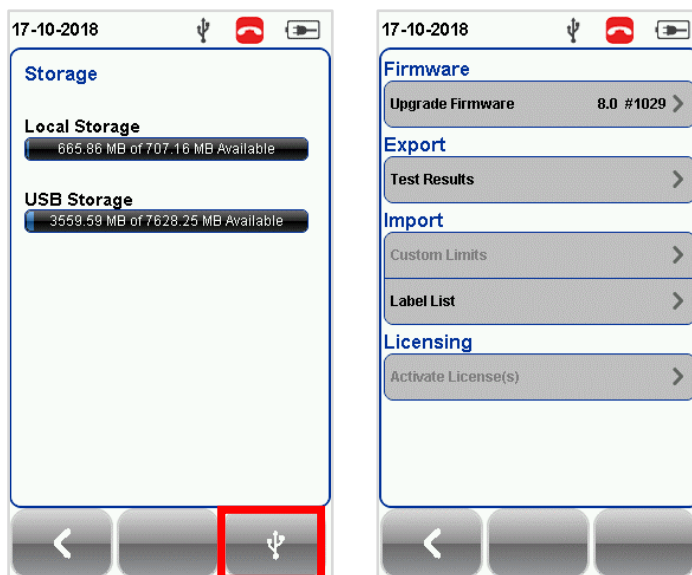 17-10-2018
Storage
Local Storage
665.86 MB of 707.16 MB Available
USB Storage
3559.59 MB of 7628.25 MB Available
17-10-2018
Firmware
Upgrade Firmware 8.0 #1029
Export
Test Results
Import
Custom Limits
Label List
Licensing
Activate License(s)